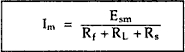 Im = Esm / Rf + RL + Rs